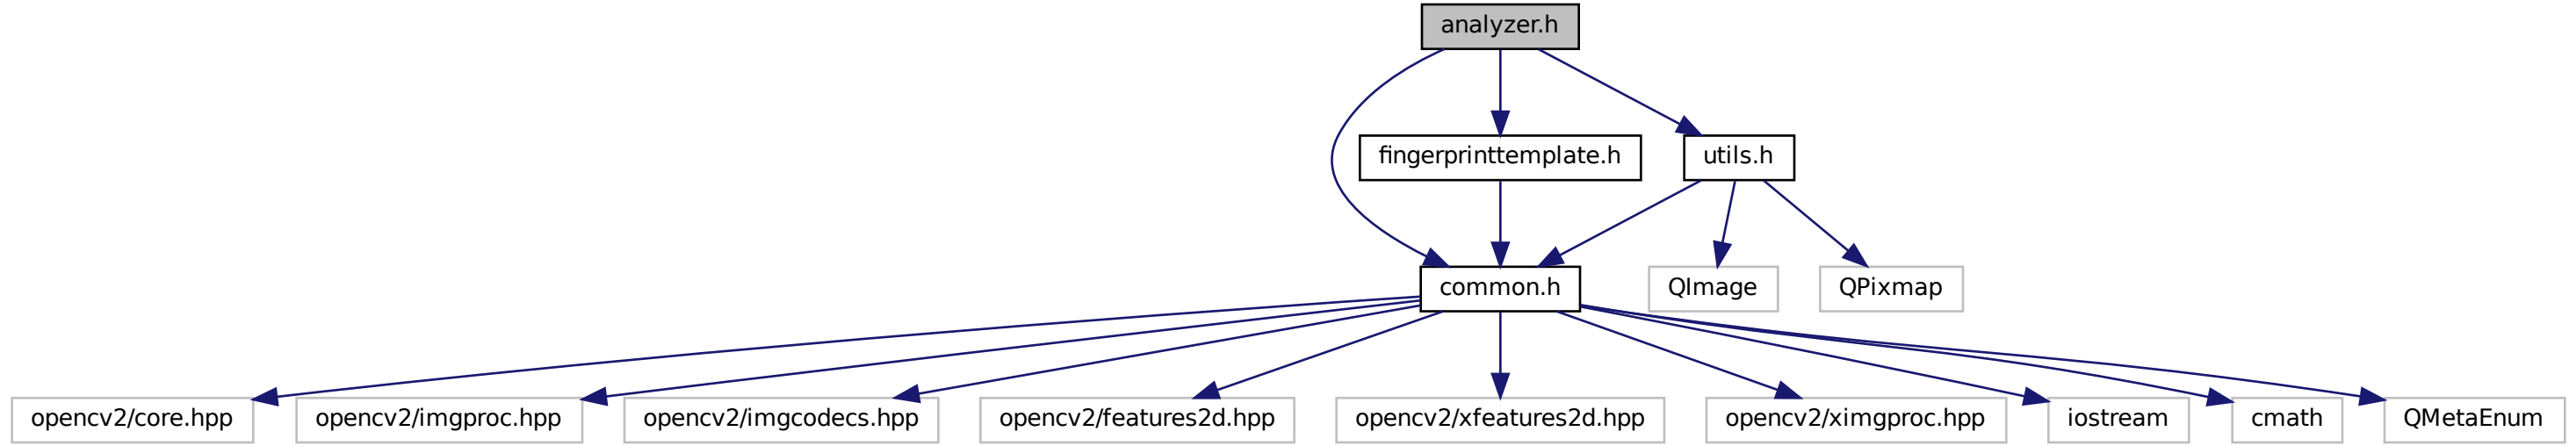 analyzer.h
fingerprinttemplate.h
utils.h
common.h
QImage
QPixmap
opencv2/core.hpp
opencv2/imgproc.hpp
opencv2/imgcodecs.hpp
opencv2/features2d.hpp
opencv2/xfeatures2d.hpp
opencv2/ximgproc.hpp
iostream
cmath
QMetaEnum